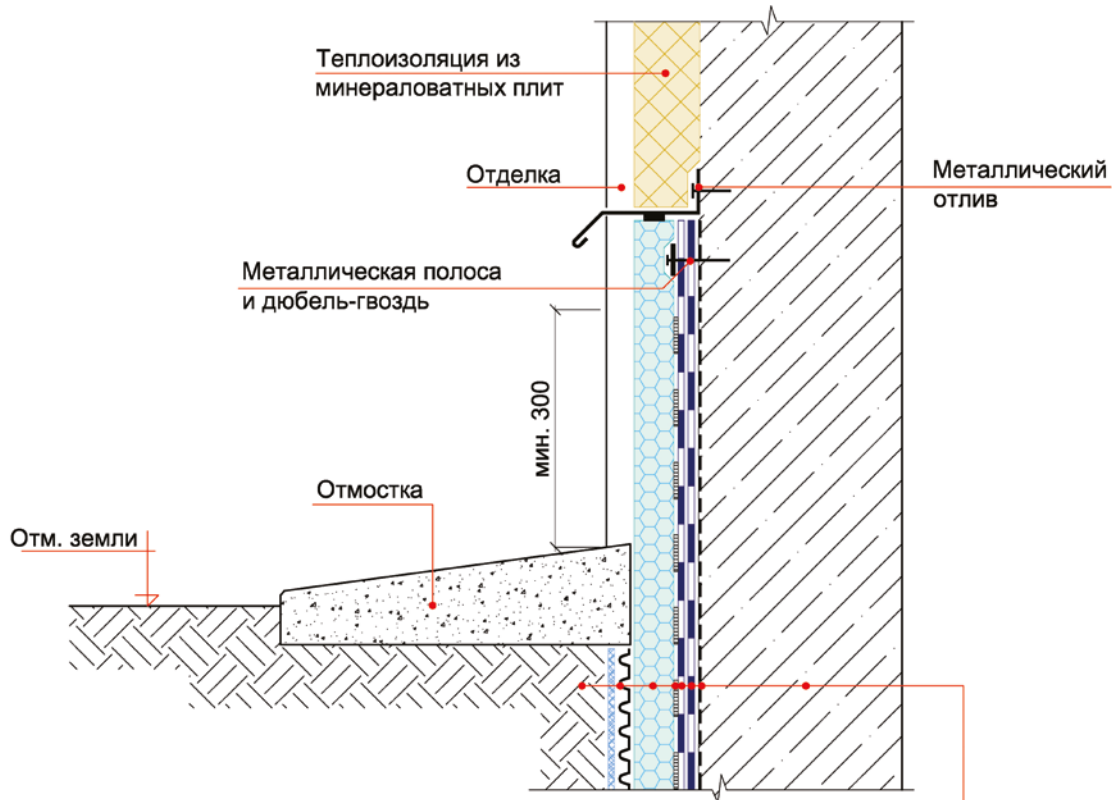 Теплоизоляция из
минераловатных плит
Отделка
Металлический
отлив
Металлическая полоса
и дюбель-гвоздь
мин. 300
Отмостка
Отм. земли